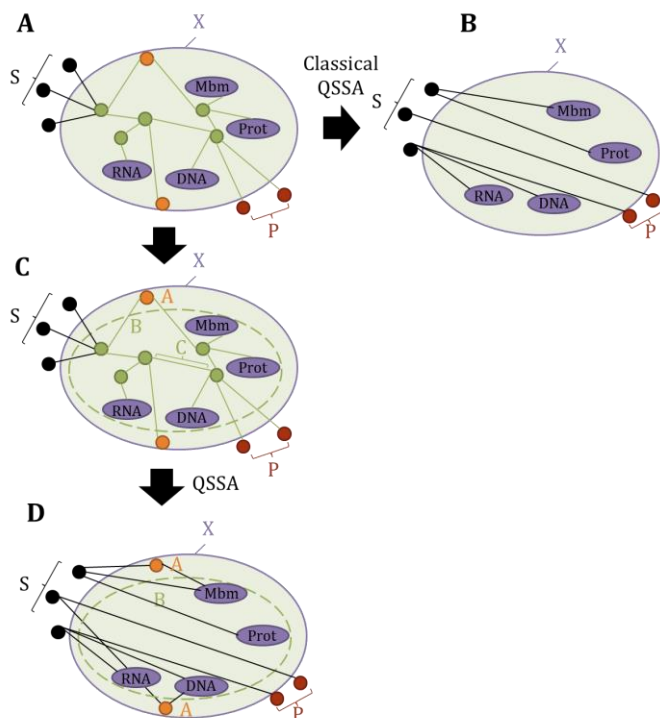 A
X
S
Mbm
Prot
RNA
DNA
P
Classical
QSSA
B
X
S
Mbm
Prot
RNA
DNA
P
C
X
S
A
B
Mbm
C
Prot
RNA
DNA
P
QSSA
D
X
S
A
B
Mbm
Prot
RNA
DNA
A
P